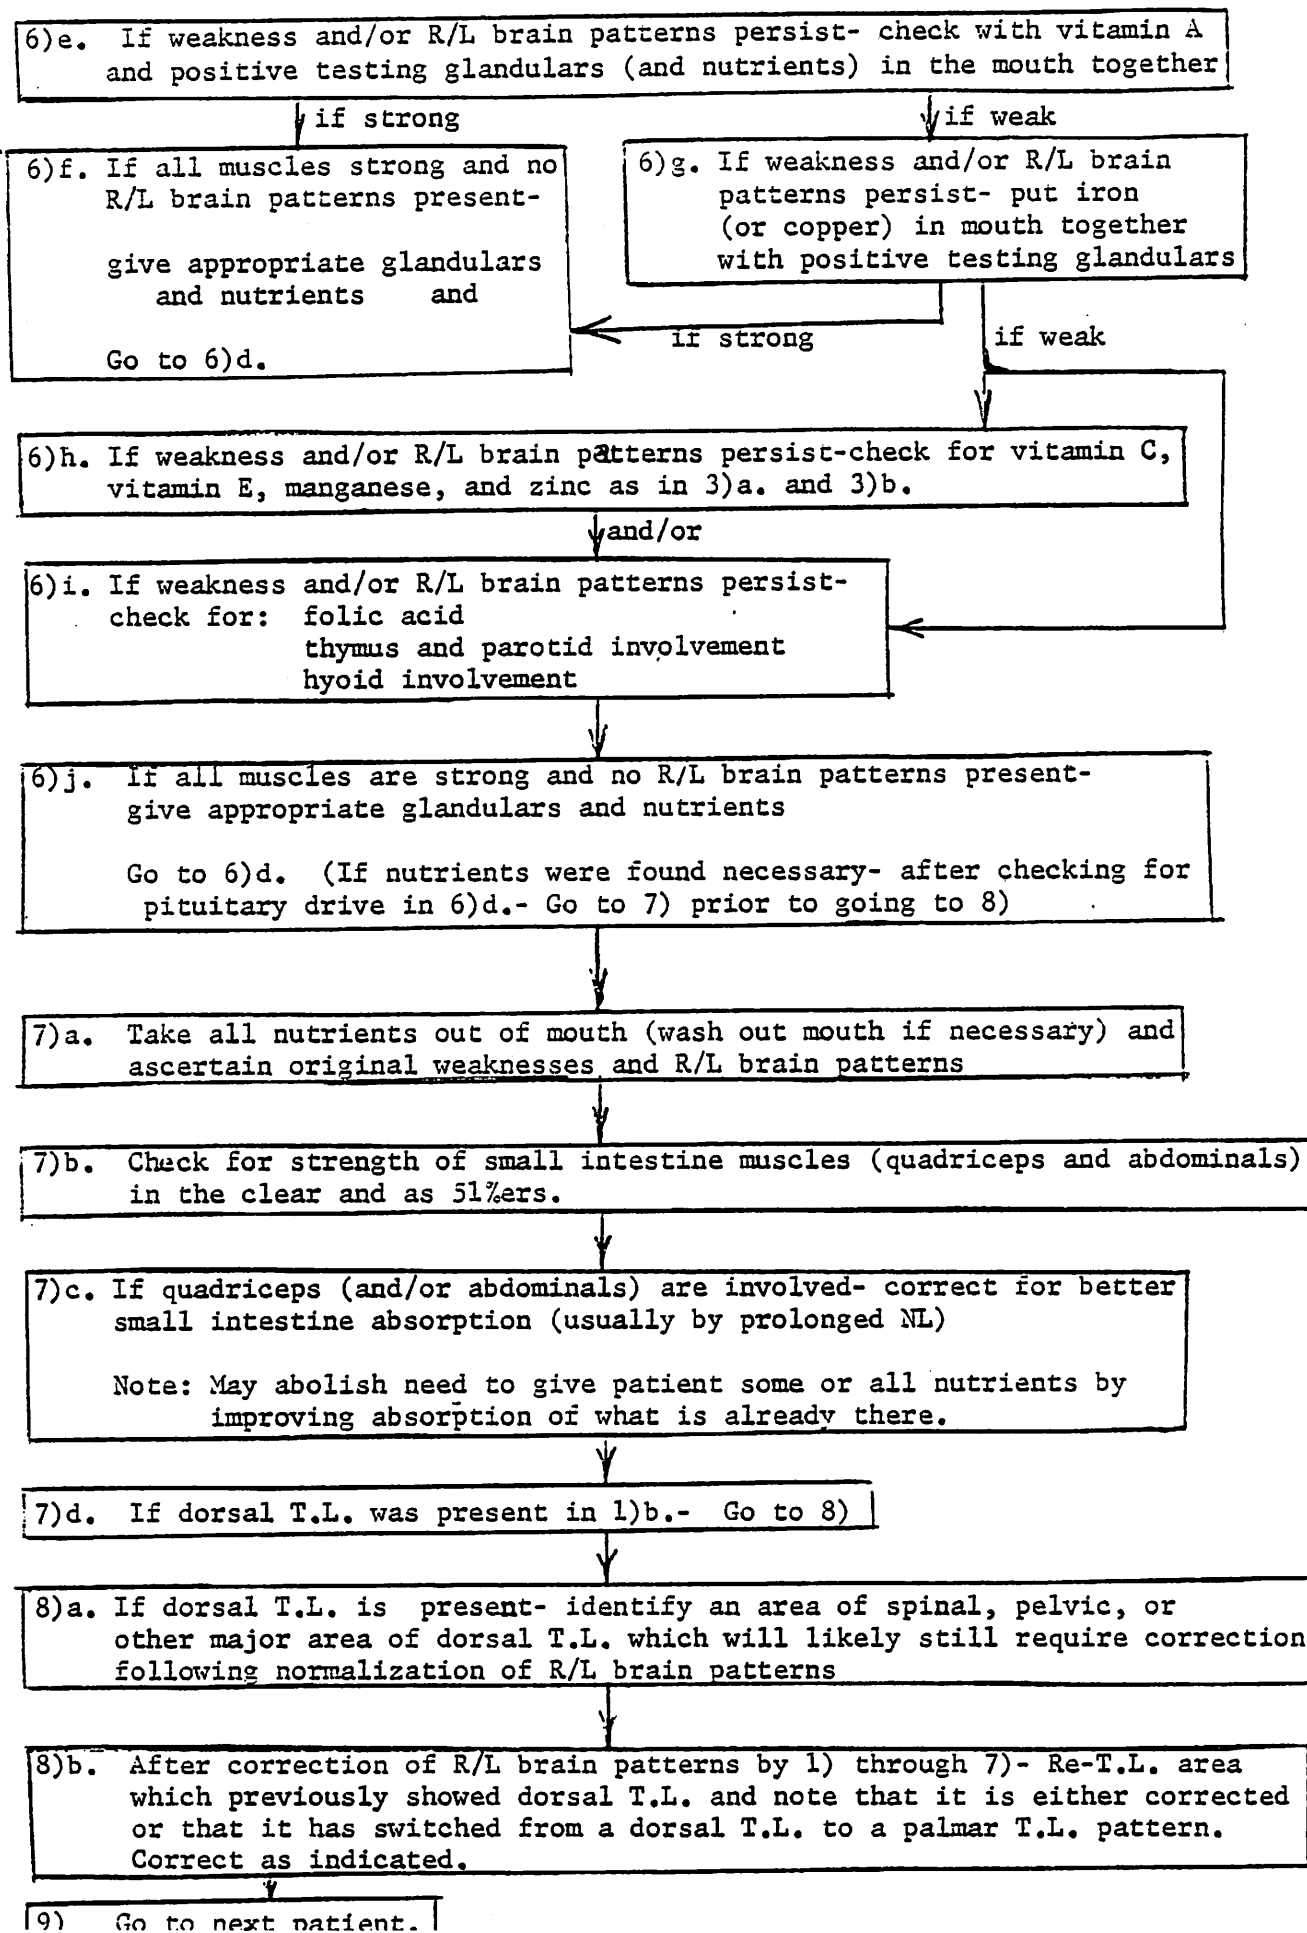 6)e. If weakness and/or R/L brain patterns persist- check with vitamin A
and positive testing glandulars (and nutrients) in the mouth together
if strong
if weak
6)f. If all muscles strong and no
R/L brain patterns present-
give appropriate glandulars
and nutrients and
Go to 6)d.
6)g. If weakness and/or R/L brain
patterns persist- put iron
(or copper) in mouth together
with positive testing glandulars
if strong
if weak
6)h. If weakness and/or R/L brain patterns persist-check for vitamin C,
vitamin E, manganese, and zinc as in 3)a. and 3)b.
and/or
6)i. If weakness and/or R/L brain patterns persist-
check for: folic acid
thymus and parotid involvement
hyoid involvement
6)j. If all muscles are strong and no R/L brain patterns present-
give appropriate glandulars and nutrients
Go to 6)d. (If nutrients were found necessary- after checking for
pituitary drive in 6)d.- Go to 7) prior to going to 8)
7)a. Take all nutrients out of mouth (wash out mouth if necessary) and
ascertain original weaknesses and R/L brain patterns
7)b. Check for strength of small intestine muscles (quadriceps and abdominals)
in the clear and as 51%ers.
7)c. If quadriceps (and/or abdominals) are involved- correct for better
small intestine absorption (usually by prolonged NL)
Note: May abolish need to give patient some or all nutrients by
improving absorption of what is already there.
7)d. If dorsal T.L. was present in 1)b.- Go to 8)
8)a. If dorsal T.L. is present- identify an area of spinal, pelvic, or
other major area of dorsal T.L. which will likely still require correction
following normalization of R/L brain patterns
8)b. After correction of R/L brain patterns by 1) through 7)- Re-T.L. area
which previously showed dorsal T.L. and note that it is either corrected
or that it has switched from a dorsal T.L. to a palmar T.L. pattern.
Correct as indicated.
9) Go to next patient.